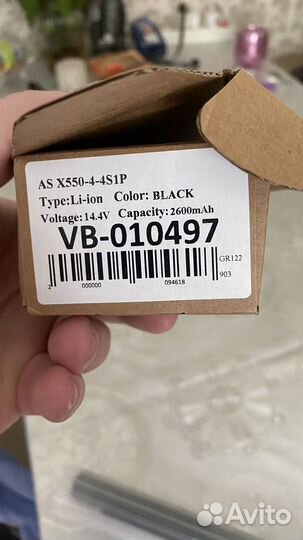 AS X550-4-4S1P
Type:Li-ion Color: BLACK
Voltage:14.4V Capacity:2600mAh
VB-010497
GR122
903
000000 094618
Avito